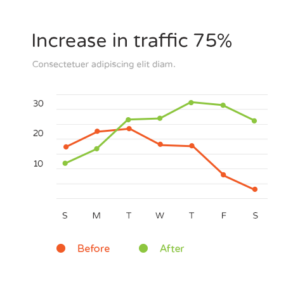 Increase in traffic 75%
Consectetuer adipiscing elit diam.
30
20
10
S M T W T F S
Before After